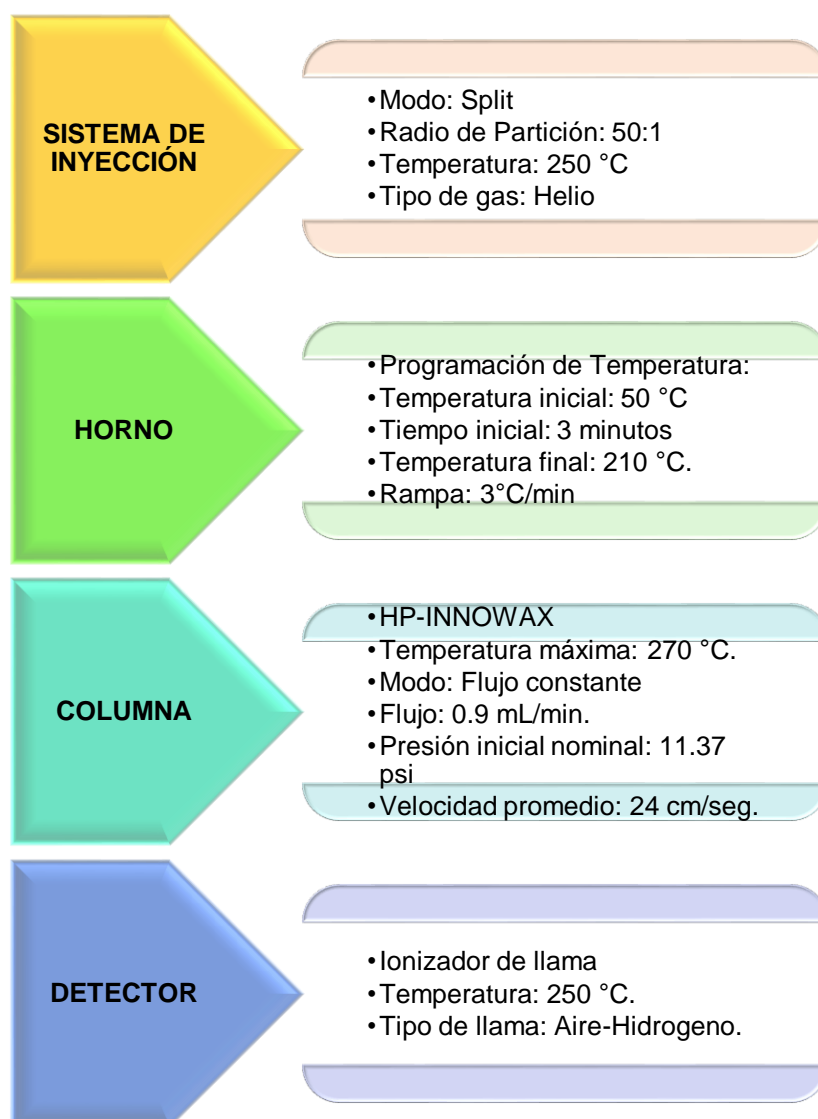 SISTEMA DE
INYECCIÓN
•Modo: Split
•Radio de Partición: 50:1
•Temperatura: 250 °C
•Tipo de gas: Helio
HORNO
•Programación de Temperatura:
•Temperatura inicial: 50 °C
•Tiempo inicial: 3 minutos
•Temperatura final: 210 °C.
•Rampa: 3°C/min
COLUMNA
•HP-INNOWAX
•Temperatura máxima: 270 °C.
•Modo: Flujo constante
•Flujo: 0.9 mL/min.
•Presión inicial nominal: 11.37
psi
•Velocidad promedio: 24 cm/seg.
DETECTOR
•Ionizador de llama
•Temperatura: 250 °C.
•Tipo de llama: Aire-Hidrogeno.